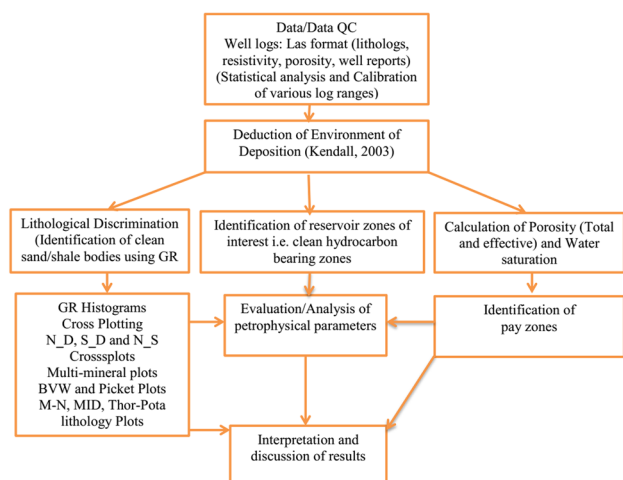 Data/Data QC
Well logs: Las format (lithologs,
resistivity, porosity, well reports)
(Statistical analysis and Calibration
of various log ranges)
Deduction of Environment of
Deposition (Kendall, 2003)
Lithological Discrimination
(Identification of clean
sand/shale bodies using GR
Identification of reservoir zones of
interest i.e. clean hydrocarbon
bearing zones
Calculation of Porosity (Total
and effective) and Water
saturation
GR Histograms
Cross Plotting
N_D, S_D and N_S
Crosssplots
Multi-mineral plots
BVW and Picket Plots
M-N, MID, Thor-Pota
lithology Plots
Evaluation/Analysis of
petrophysical parameters
Identification of
pay zones
Interpretation and
discussion of results